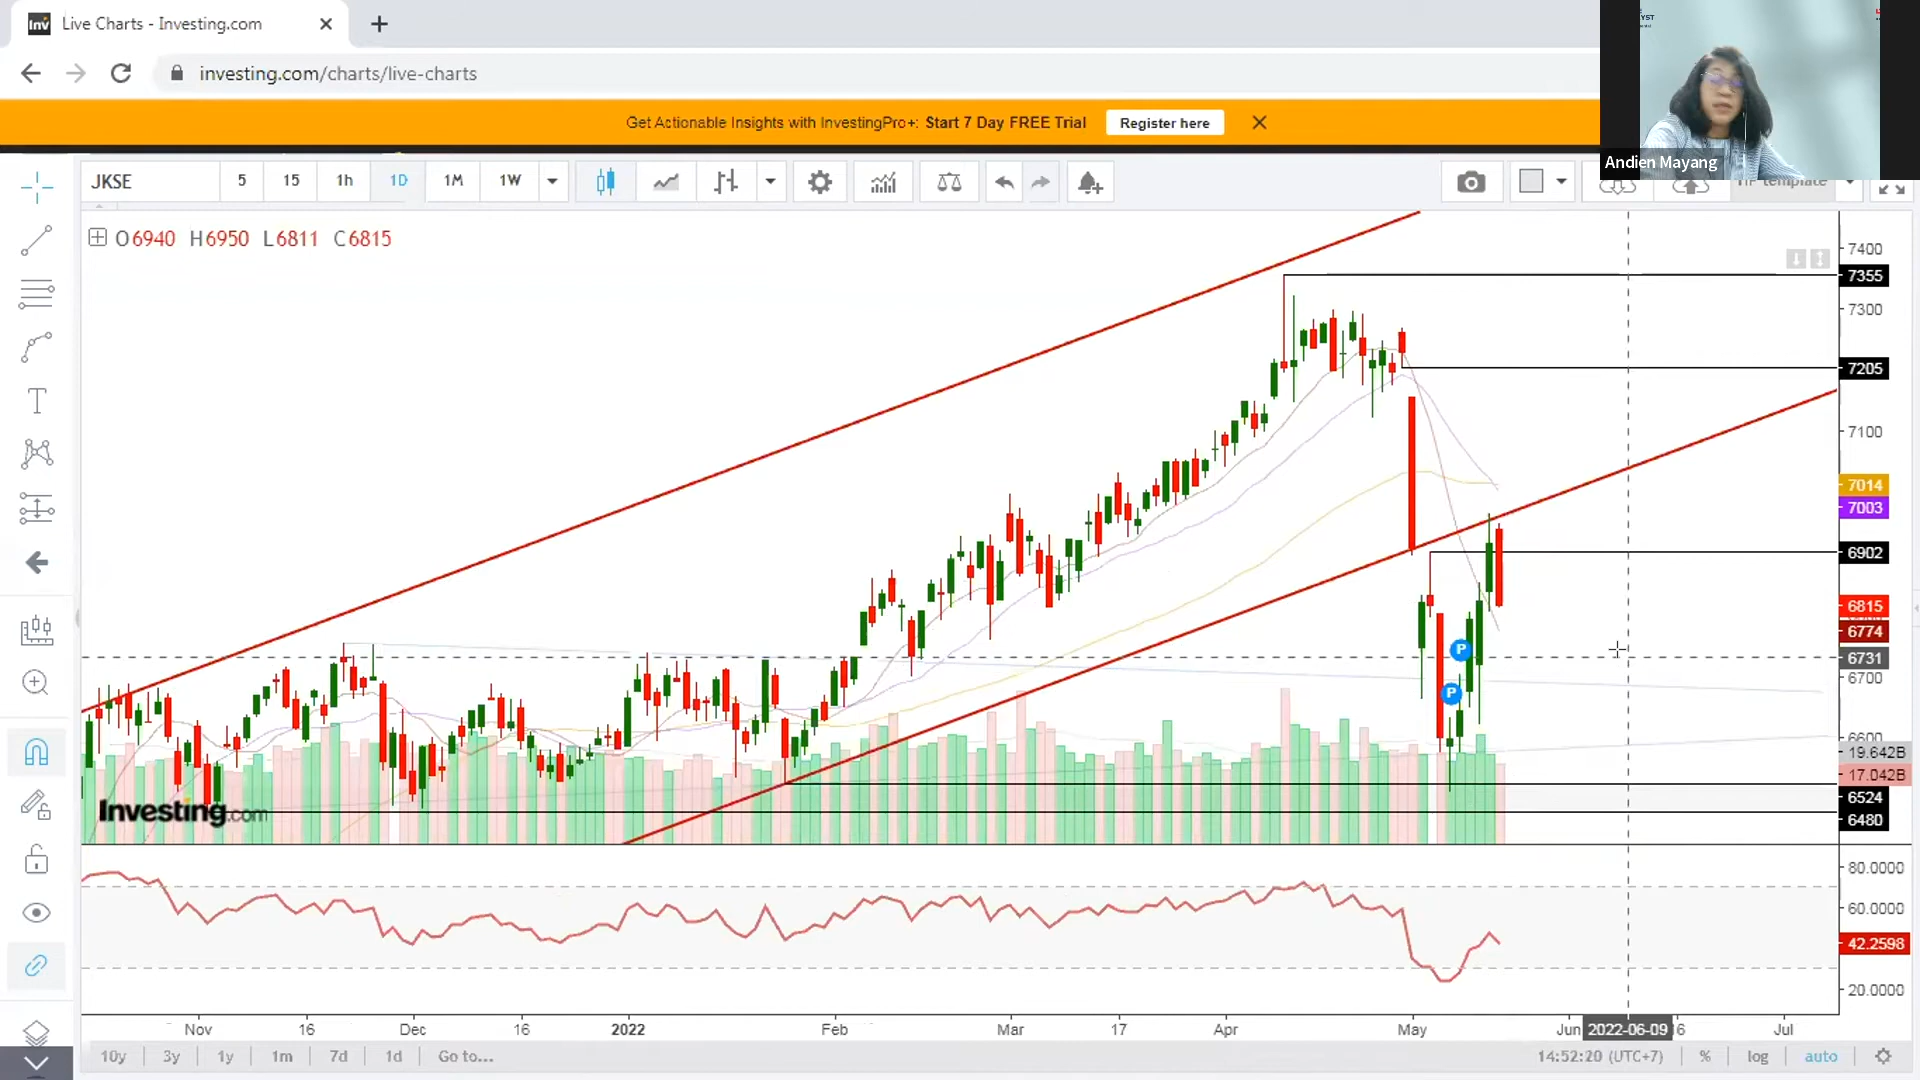 Inv Live Charts - Investing.com
investing.com/charts/live-charts
Get Actionable Insights with InvestingPro+: Start 7 Day FREE Trial Register here
YST
Andien Mayang
JKSE 5 15 1h 1D 1M 1W
O6940 H6950 L6811 C6815
7400
7355
7300
7205
7100
7014
7003
6902
6815
6774
6731
6700
6600
19.642B
17.042B
6524
6480
P
P
Investing.com
80.0000
60.0000
42.2598
20.0000
Nov 16 Dec 16 2022 Feb Mar 17 Apr May Jun 2022-06-09 16 Jul
10y 3y 1y 1m 7d 1d Go to... 14:52:20 (UTC+7) % log auto